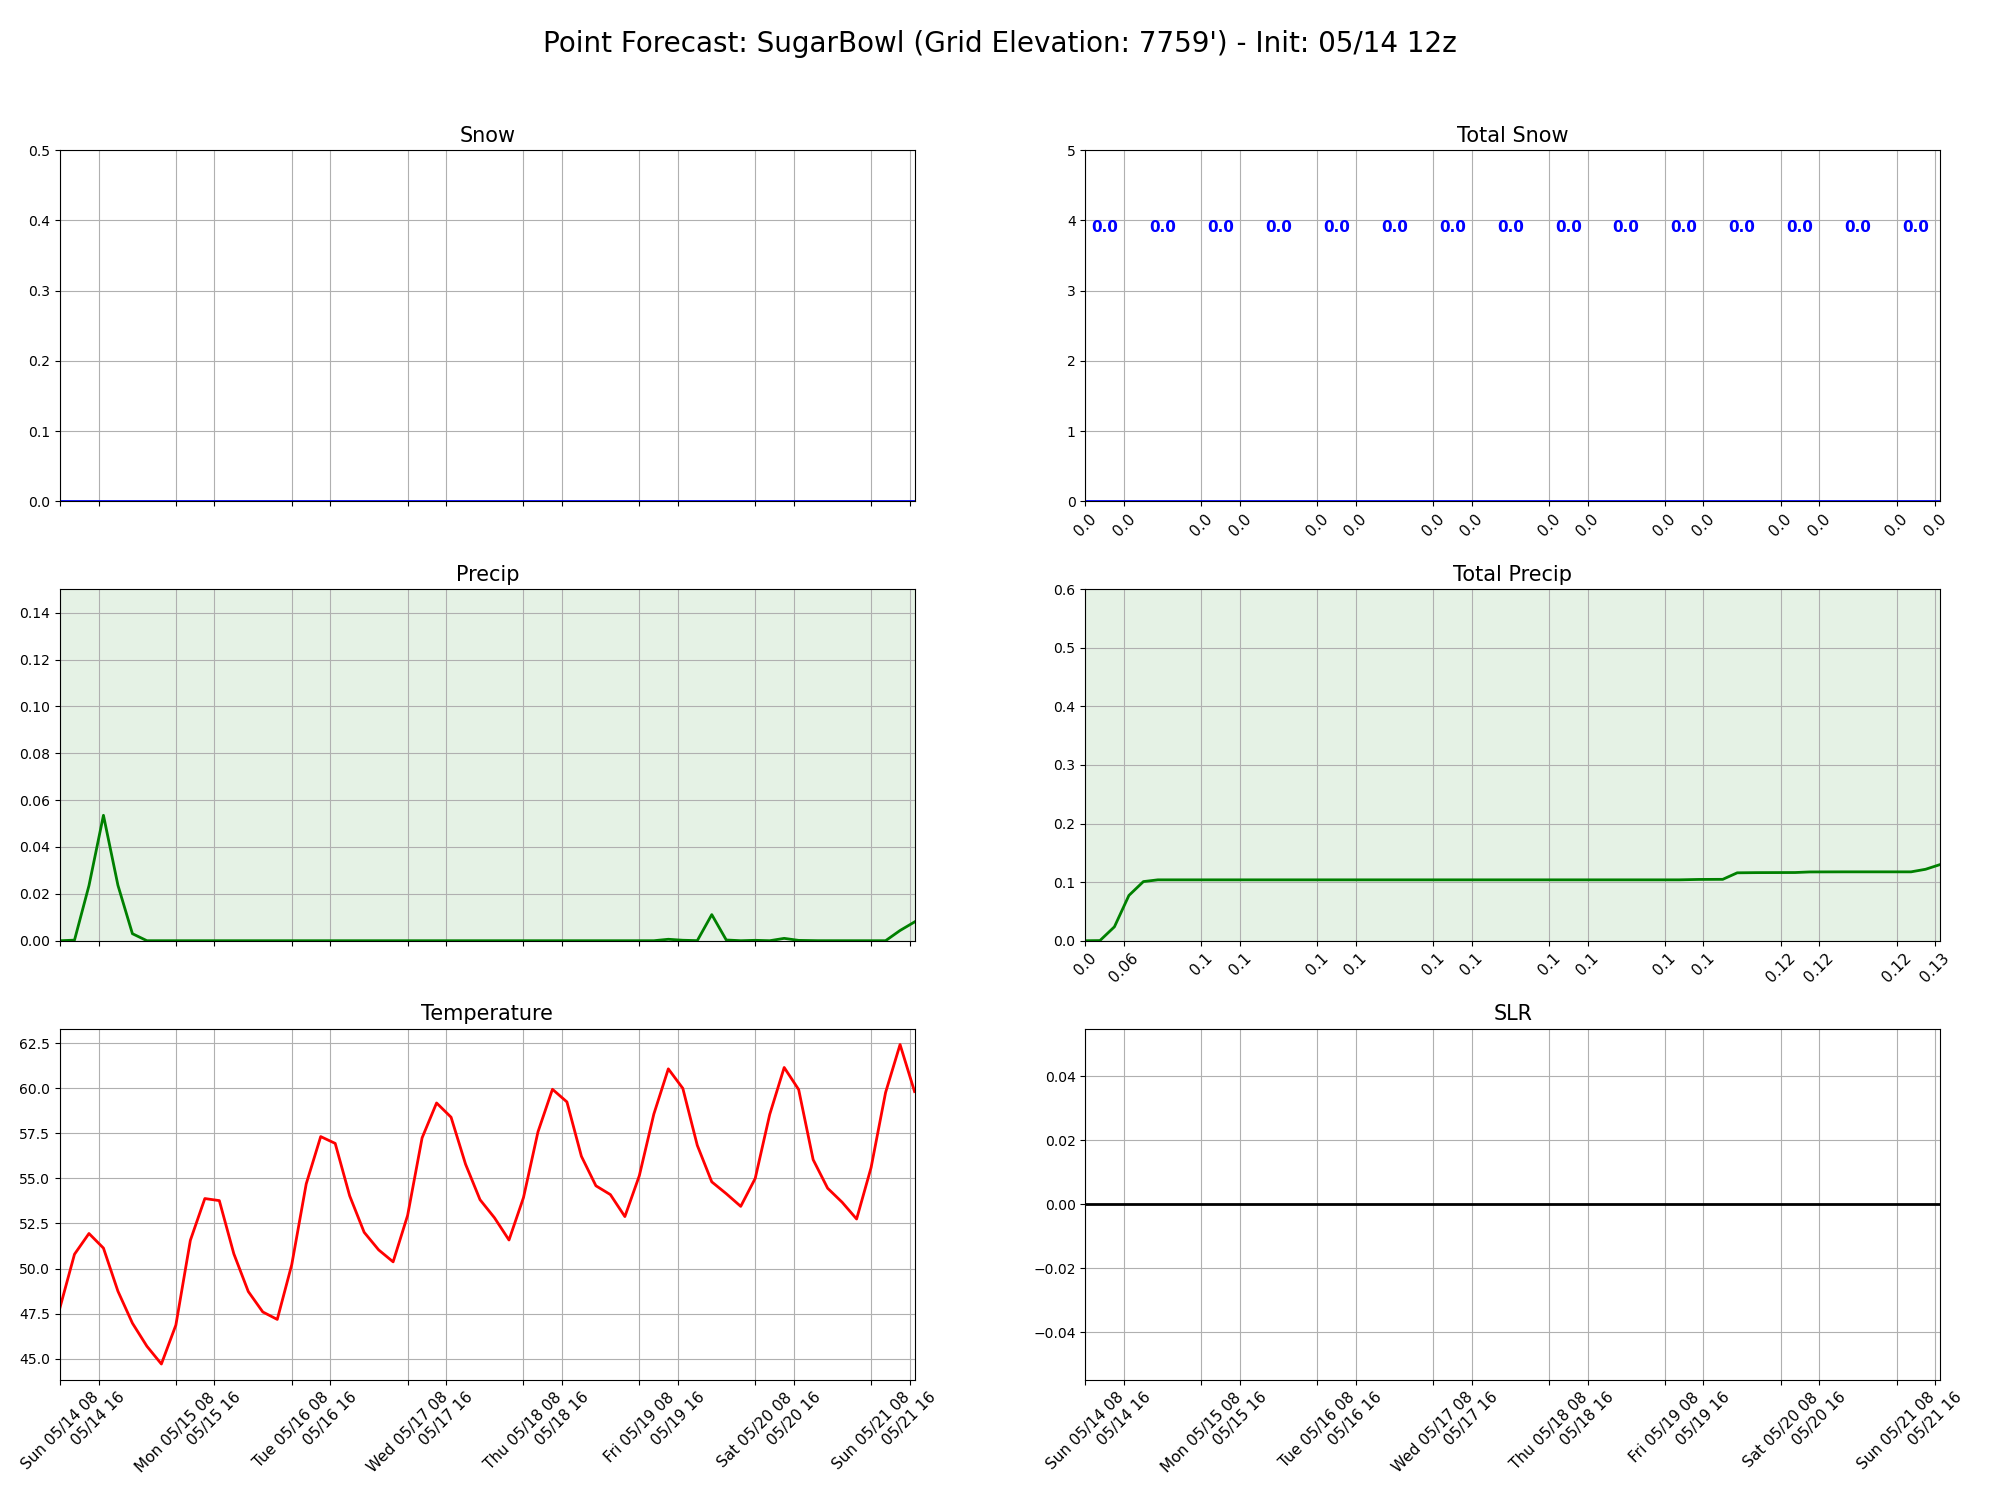 Point Forecast: SugarBowl (Grid Elevation: 7759') - Init: 05/14 12z
Snow
0.5
0.4
0.3
0.2
0.1
0.0
Total Snow
5
4
3
2
1
0
0.0 0.0 0.0 0.0 0.0 0.0 0.0 0.0 0.0 0.0 0.0 0.0 0.0 0.0 0.0
0.0 0.0 0.0 0.0 0.0 0.0 0.0 0.0 0.0 0.0 0.0 0.0 0.0 0.0 0.0 0.0
Precip
0.14
0.12
0.10
0.08
0.06
0.04
0.02
0.00
Total Precip
0.6
0.5
0.4
0.3
0.2
0.1
0.0
0.0 0.06 0.1 0.1 0.1 0.1 0.1 0.1 0.1 0.1 0.1 0.1 0.12 0.12 0.12 0.13
Temperature
62.5
60.0
57.5
55.0
52.5
50.0
47.5
45.0
Sun 05/14 08
05/14 16
Mon 05/15 08
05/15 16
Tue 05/16 08
05/16 16
Wed 05/17 08
05/17 16
Thu 05/18 08
05/18 16
Fri 05/19 08
05/19 16
Sat 05/20 08
05/20 16
Sun 05/21 08
05/21 16
SLR
0.04
0.02
0.00
−0.02
−0.04
Sun 05/14 08
05/14 16
Mon 05/15 08
05/15 16
Tue 05/16 08
05/16 16
Wed 05/17 08
05/17 16
Thu 05/18 08
05/18 16
Fri 05/19 08
05/19 16
Sat 05/20 08
05/20 16
Sun 05/21 08
05/21 16